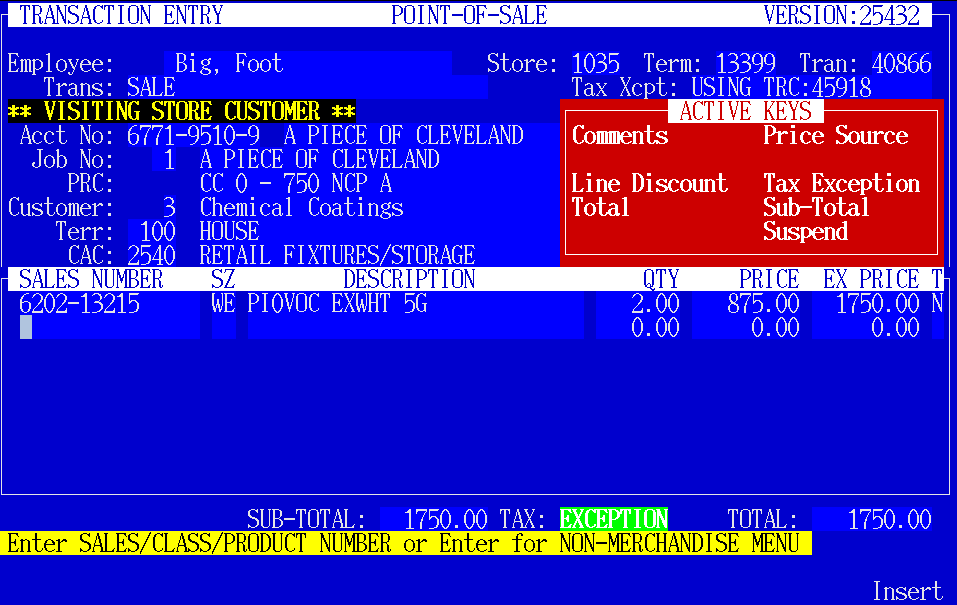 TRANSACTION ENTRY POINT-OF-SALE VERSION:25432
Employee: Big, Foot Store: 1035 Term: 13399 Tran: 40866
Trans: SALE Tax Xcpt: USING TRC:45918
** VISITING STORE CUSTOMER ** ACTIVE KEYS
Acct No: 6771-9510-9 A PIECE OF CLEVELAND Comments Price Source
Job No: 1 A PIECE OF CLEVELAND
PRC: CC 0 - 750 NCP A Line Discount Tax Exception
Customer: 3 Chemical Coatings Total Sub-Total
Terr: 100 HOUSE Suspend
CAC: 2540 RETAIL FIXTURES/STORAGE
SALES NUMBER SZ DESCRIPTION QTY PRICE EX PRICE T
6202-13215 WE PI0VOC EXWHT 5G 2.00 875.00 1750.00 N
0.00 0.00 0.00
SUB-TOTAL: 1750.00 TAX: EXCEPTION TOTAL: 1750.00
Enter SALES/CLASS/PRODUCT NUMBER or Enter for NON-MERCHANDISE MENU
Insert